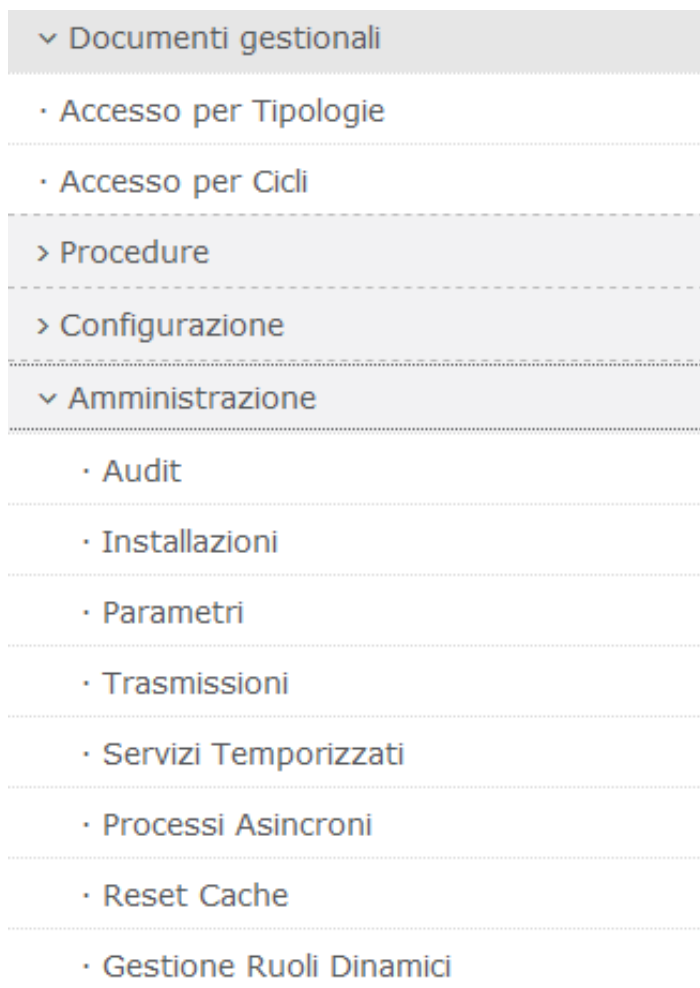 Documenti gestionali
· Accesso per Tipologie
· Accesso per Cicli
Procedure
Configurazione
Amministrazione
· Audit
· Installazioni
· Parametri
· Trasmissioni
· Servizi Temporizzati
· Processi Asincroni
· Reset Cache
· Gestione Ruoli Dinamici